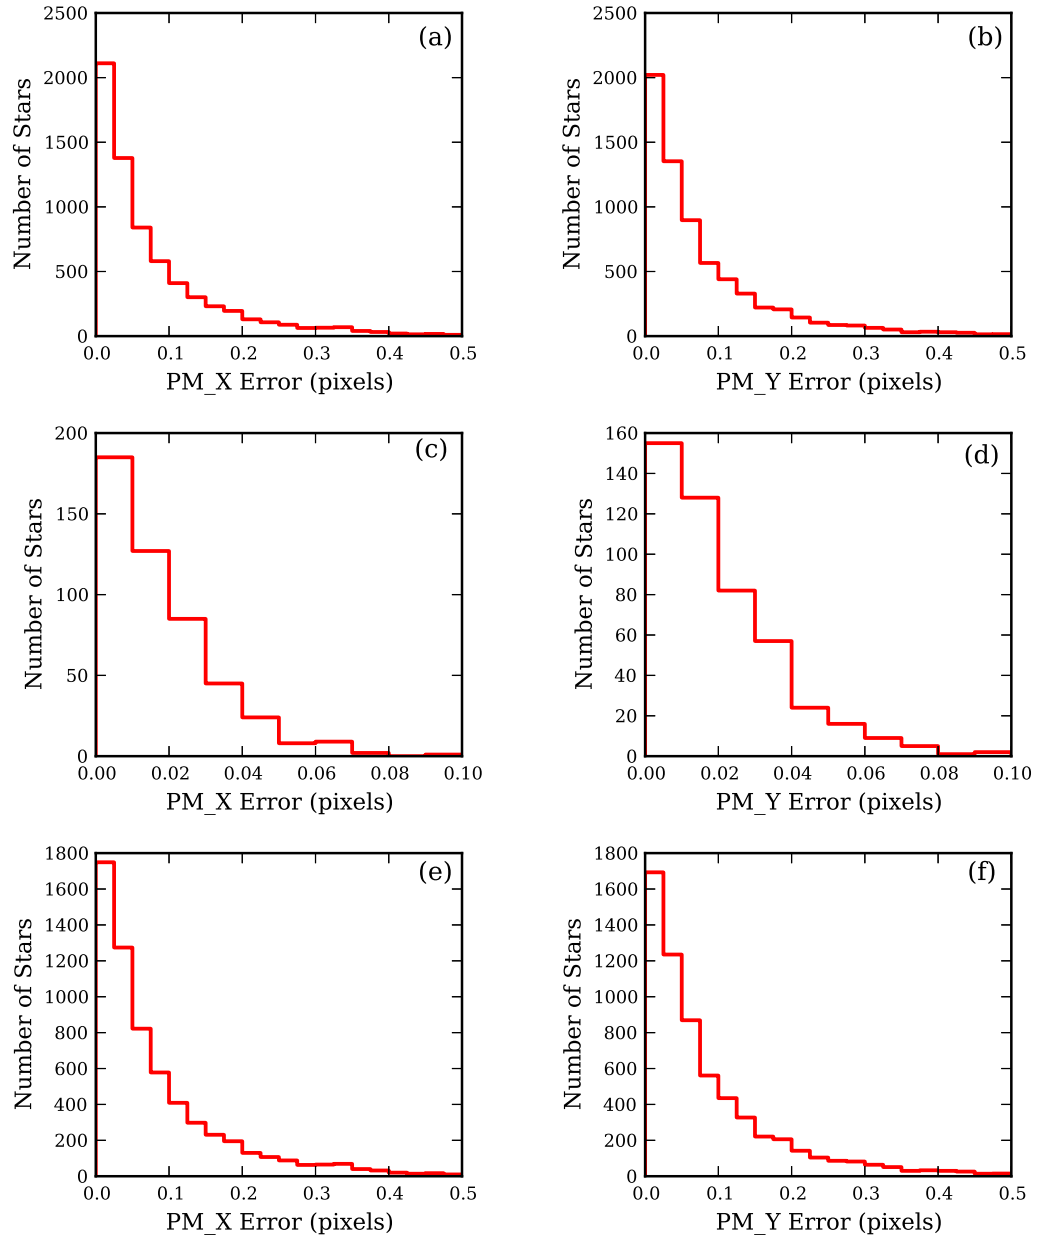 (a)
2500
2000
1500
1000
500
0
Number of Stars
0.0 0.1 0.2 0.3 0.4 0.5
PM_X Error (pixels)
(b)
2500
2000
1500
1000
500
0
Number of Stars
0.0 0.1 0.2 0.3 0.4 0.5
PM_Y Error (pixels)
(c)
200
150
100
50
0
Number of Stars
0.00 0.02 0.04 0.06 0.08 0.10
PM_X Error (pixels)
(d)
160
140
120
100
80
60
40
20
0
Number of Stars
0.00 0.02 0.04 0.06 0.08 0.10
PM_Y Error (pixels)
(e)
1800
1600
1400
1200
1000
800
600
400
200
0
Number of Stars
0.0 0.1 0.2 0.3 0.4 0.5
PM_X Error (pixels)
(f)
1800
1600
1400
1200
1000
800
600
400
200
0
Number of Stars
0.0 0.1 0.2 0.3 0.4 0.5
PM_Y Error (pixels)